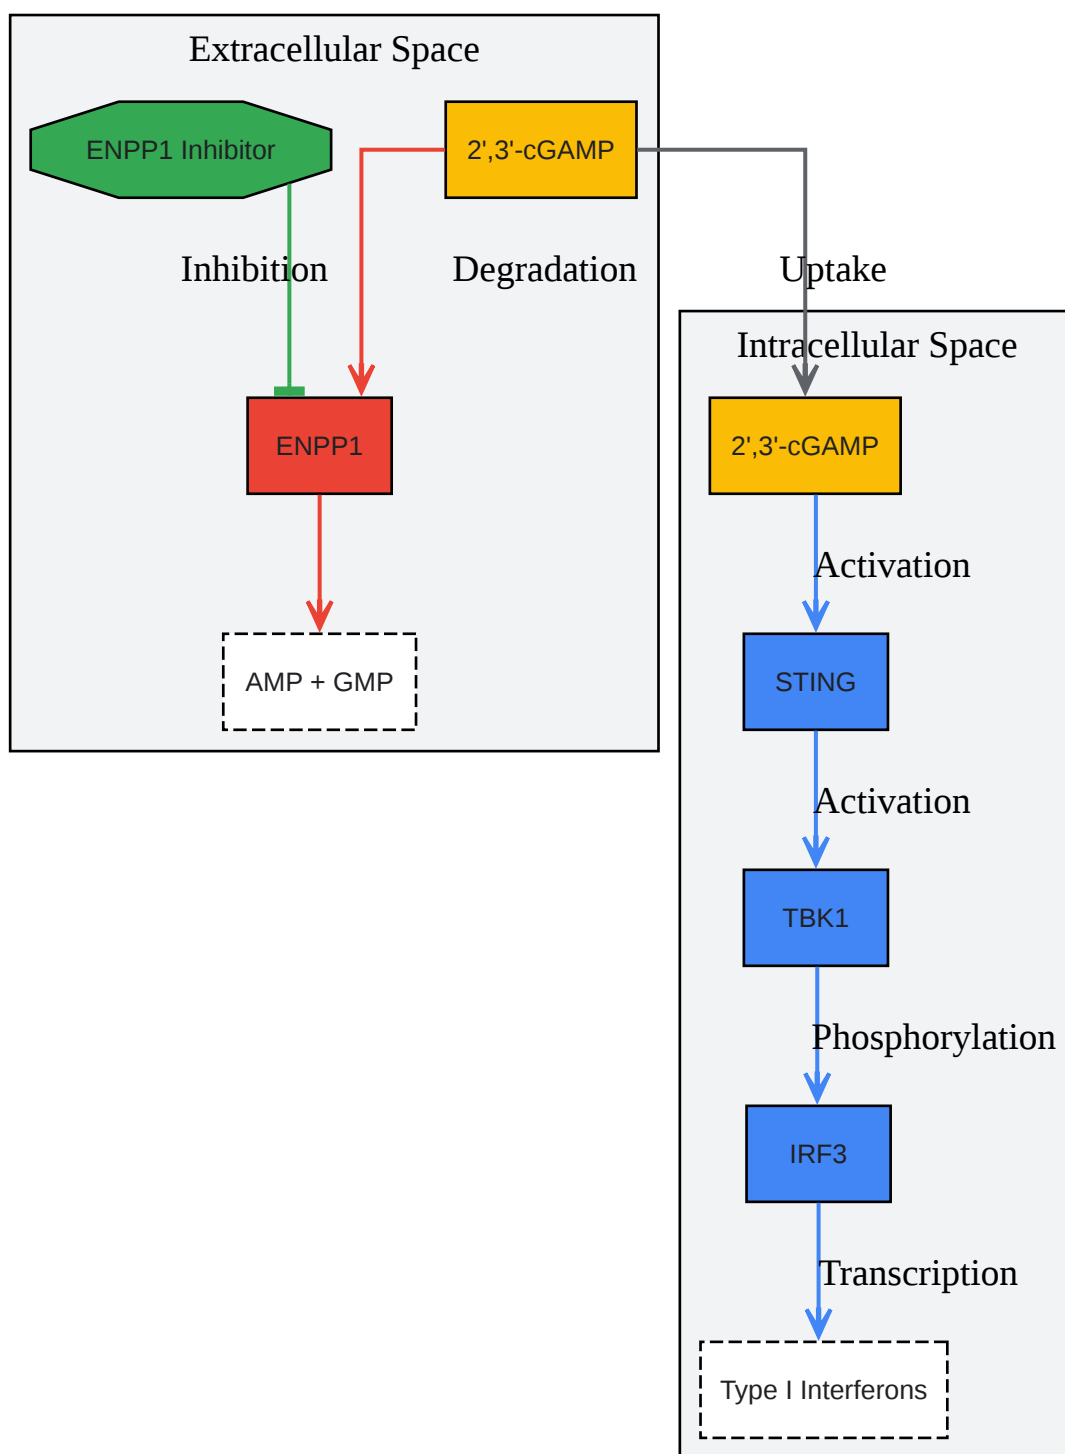 Extracellular Space
ENPP1 Inhibitor
2',3'-cGAMP
Inhibition
Degradation
Uptake
Intracellular Space
ENPP1
2',3'-cGAMP
Activation
AMP + GMP
STING
Activation
TBK1
Phosphorylation
IRF3
Transcription
Type I Interferons